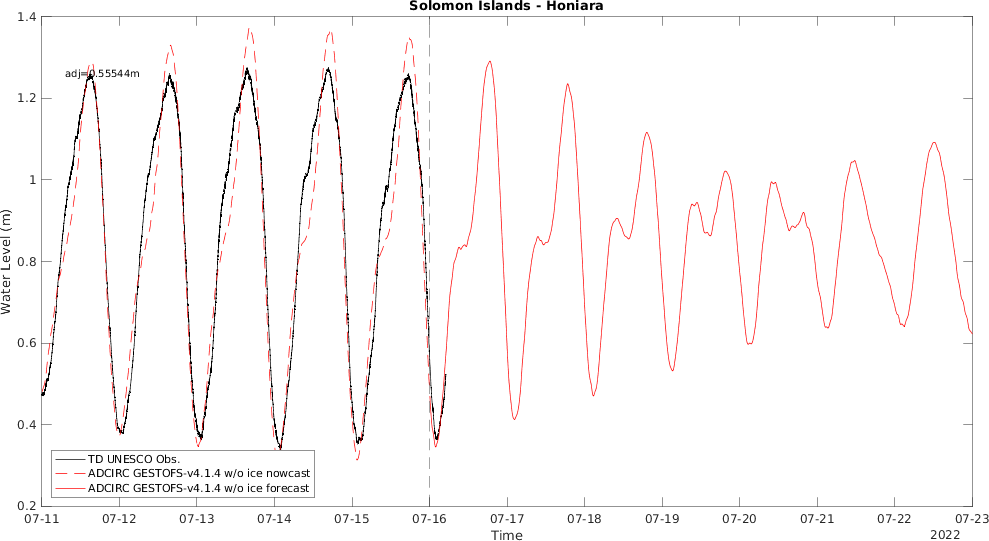 Solomon Islands - Honiara
1.4
1.2
1
0.8
0.6
0.4
0.2
Water Level (m)
adj=0.55544m
TD UNESCO Obs.
ADCIRC GESTOFS-v4.1.4 w/o ice nowcast
ADCIRC GESTOFS-v4.1.4 w/o ice forecast
07-11 07-12 07-13 07-14 07-15 07-16 07-17 07-18 07-19 07-20 07-21 07-22 07-23
Time
2022